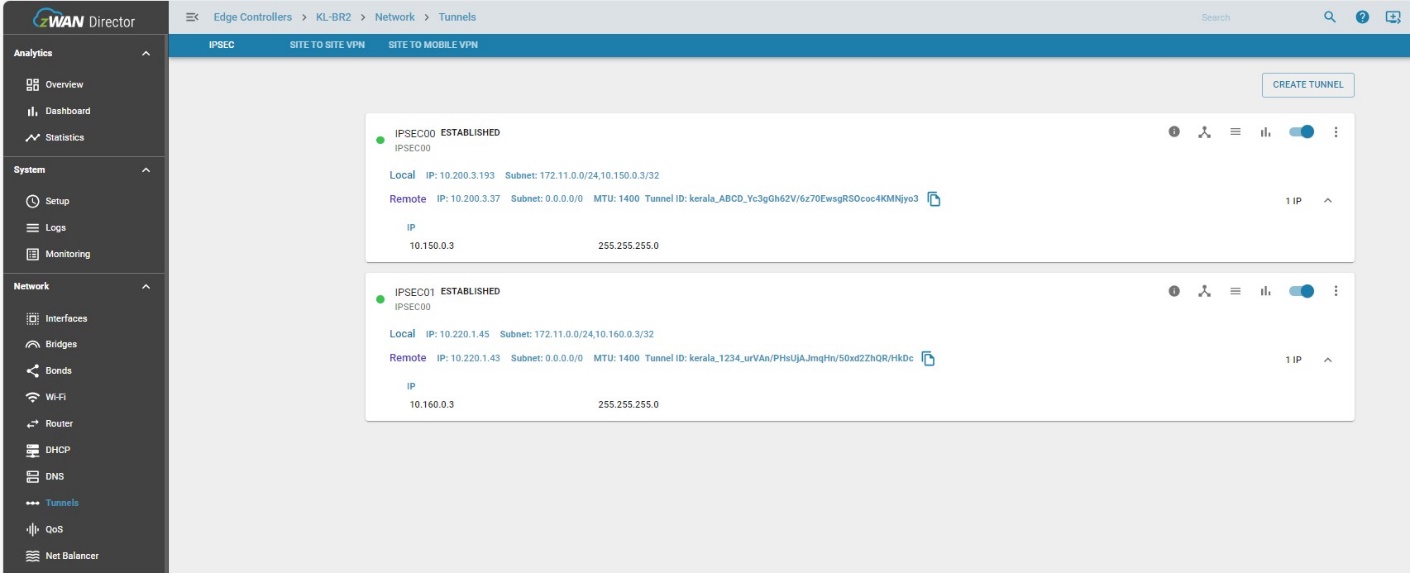 zWAN Director
Edge Controllers > KL-BR2 > Network > Tunnels
Search
IPSEC SITE TO SITE VPN SITE TO MOBILE VPN
Analytics
Overview
Dashboard
Statistics
System
Setup
Logs
Monitoring
Network
Interfaces
Bridges
Bonds
Wi-Fi
Router
DHCP
DNS
Tunnels
QoS
Net Balancer
CREATE TUNNEL
IPSEC00 ESTABLISHED
IPSEC00
Local IP: 10.200.3.193 Subnet: 172.11.0.0/24,10.150.0.3/32
Remote IP: 10.200.3.37 Subnet: 0.0.0.0/0 MTU: 1400 Tunnel ID: kerala_ABCD_Yc3gGh62V/6z70EwsgRSOcoc4KMNjyo3
1 IP
IP
10.150.0.3 255.255.255.0
IPSEC01 ESTABLISHED
IPSEC00
Local IP: 10.220.1.45 Subnet: 172.11.0.0/24,10.160.0.3/32
Remote IP: 10.220.1.43 Subnet: 0.0.0.0/0 MTU: 1400 Tunnel ID: kerala_1234_urVAn/PHsUjAJmqHn/50xd2ZhQR/HkDc
1 IP
IP
10.160.0.3 255.255.255.0